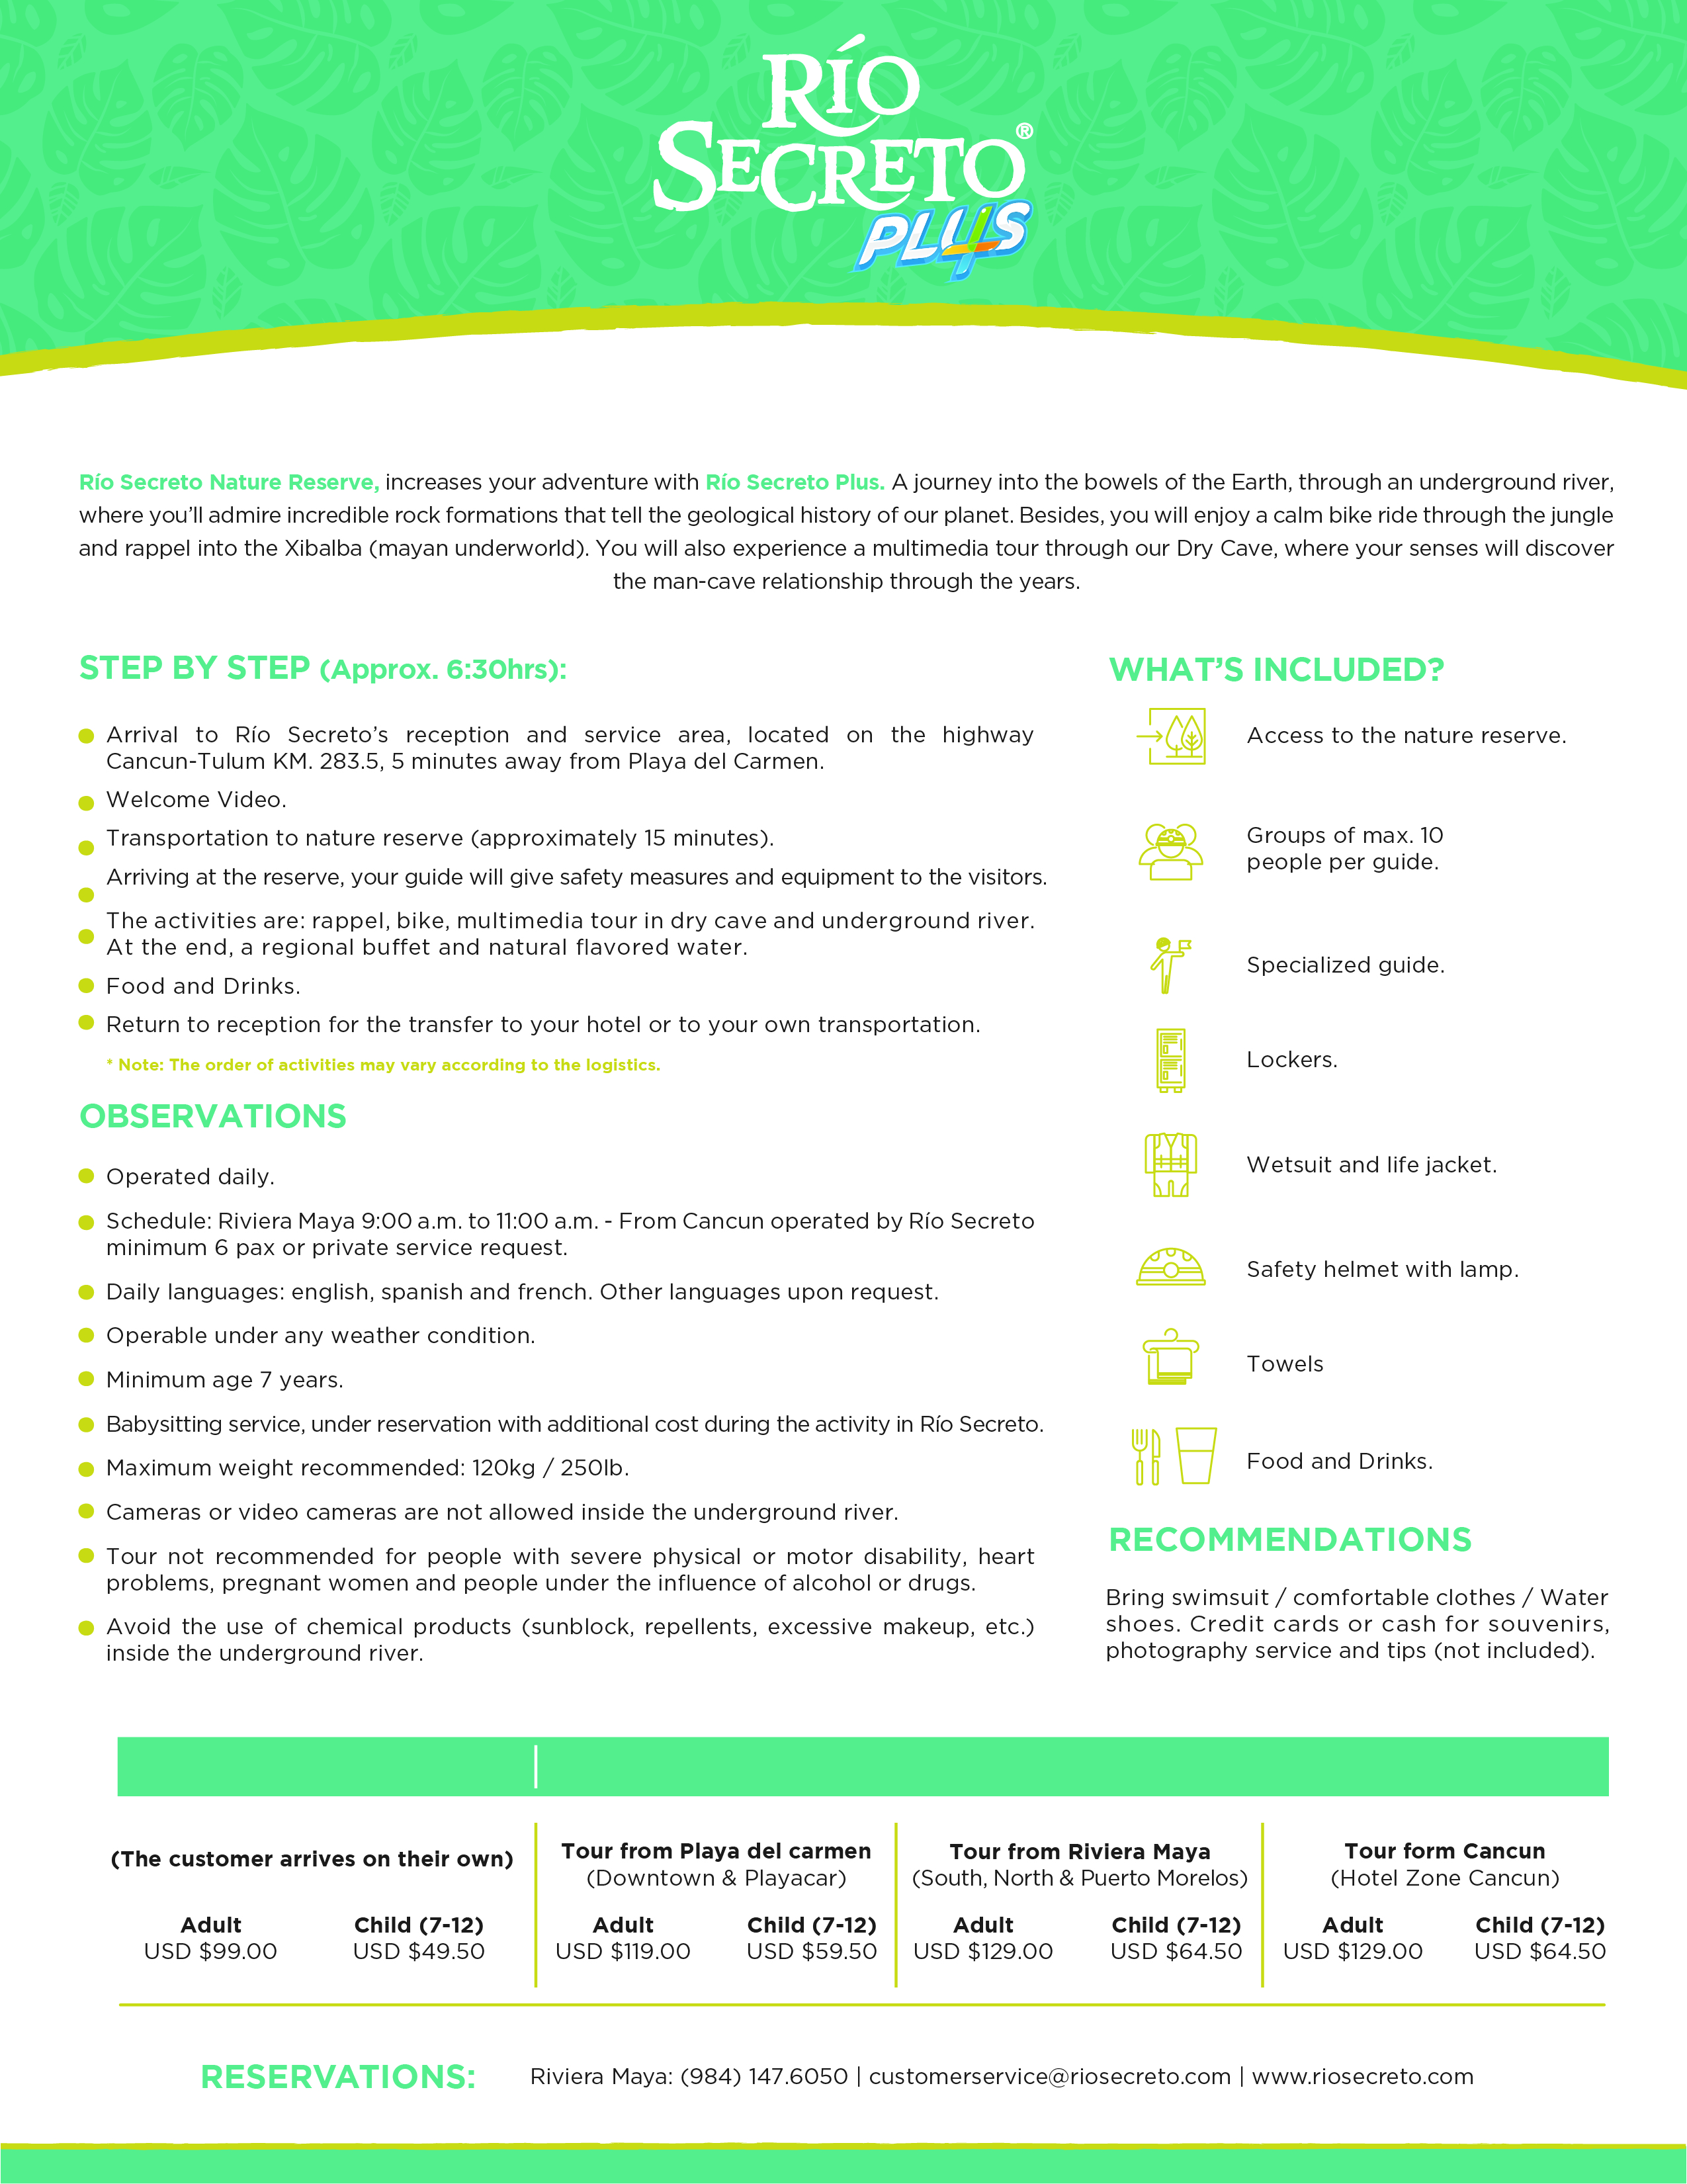 RÍO
SECRETO®
PLUS
Río Secreto Nature Reserve, increases your adventure with Río Secreto Plus. A journey into the bowels of the Earth, through an underground river,
where you'll admire incredible rock formations that tell the geological history of our planet. Besides, you will enjoy a calm bike ride through the jungle
and rappel into the Xibalba (mayan underworld). You will also experience a multimedia tour through our Dry Cave, where your senses will discover
the man-cave relationship through the years.
STEP BY STEP (Approx. 6:30hrs):
Arrival to Río Secreto's reception and service area, located on the highway
Cancun-Tulum KM. 283.5, 5 minutes away from Playa del Carmen.
Welcome Video.
Transportation to nature reserve (approximately 15 minutes).
Arriving at the reserve, your guide will give safety measures and equipment to the visitors.
The activities are: rappel, bike, multimedia tour in dry cave and underground river.
At the end, a regional buffet and natural flavored water.
Food and Drinks.
Return to reception for the transfer to your hotel or to your own transportation.
* Note: The order of activities may vary according to the logistics.
OBSERVATIONS
Operated daily.
Schedule: Riviera Maya 9:00 a.m. to 11:00 a.m. - From Cancun operated by Río Secreto
minimum 6 pax or private service request.
Daily languages: english, spanish and french. Other languages upon request.
Operable under any weather condition.
Minimum age 7 years.
Babysitting service, under reservation with additional cost during the activity in Río Secreto.
Maximum weight recommended: 120kg / 250lb.
Cameras or video cameras are not allowed inside the underground river.
Tour not recommended for people with severe physical or motor disability, heart
problems, pregnant women and people under the influence of alcohol or drugs.
Avoid the use of chemical products (sunblock, repellents, excessive makeup, etc.)
inside the underground river.
WHAT'S INCLUDED?
Access to the nature reserve.
Groups of max. 10
people per guide.
Specialized guide.
Lockers.
Wetsuit and life jacket.
Safety helmet with lamp.
Towels
Food and Drinks.
RECOMMENDATIONS
Bring swimsuit / comfortable clothes / Water
shoes. Credit cards or cash for souvenirs,
photography service and tips (not included).
(The customer arrives on their own)
Adult Child (7-12)
USD $99.00 USD $49.50
Tour from Playa del carmen
(Downtown & Playacar)
Adult Child (7-12)
USD $119.00 USD $59.50
Tour from Riviera Maya
(South, North & Puerto Morelos)
Adult Child (7-12)
USD $129.00 USD $64.50
Tour form Cancun
(Hotel Zone Cancun)
Adult Child (7-12)
USD $129.00 USD $64.50
RESERVATIONS: Riviera Maya: (984) 147.6050 | customerservice@riosecreto.com | www.riosecreto.com